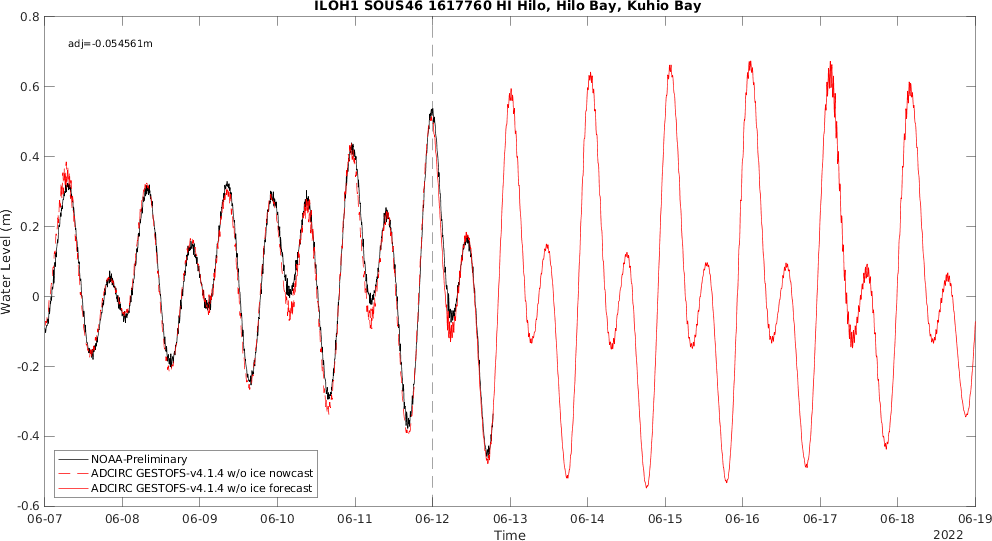 ILOH1 SOUS46 1617760 HI Hilo, Hilo Bay, Kuhio Bay
adj=-0.054561m
0.8
0.6
0.4
0.2
0
-0.2
-0.4
-0.6
Water Level (m)
NOAA-Preliminary
ADCIRC GESTOFS-v4.1.4 w/o ice nowcast
ADCIRC GESTOFS-v4.1.4 w/o ice forecast
06-07 06-08 06-09 06-10 06-11 06-12 06-13 06-14 06-15 06-16 06-17 06-18 06-19
Time
2022